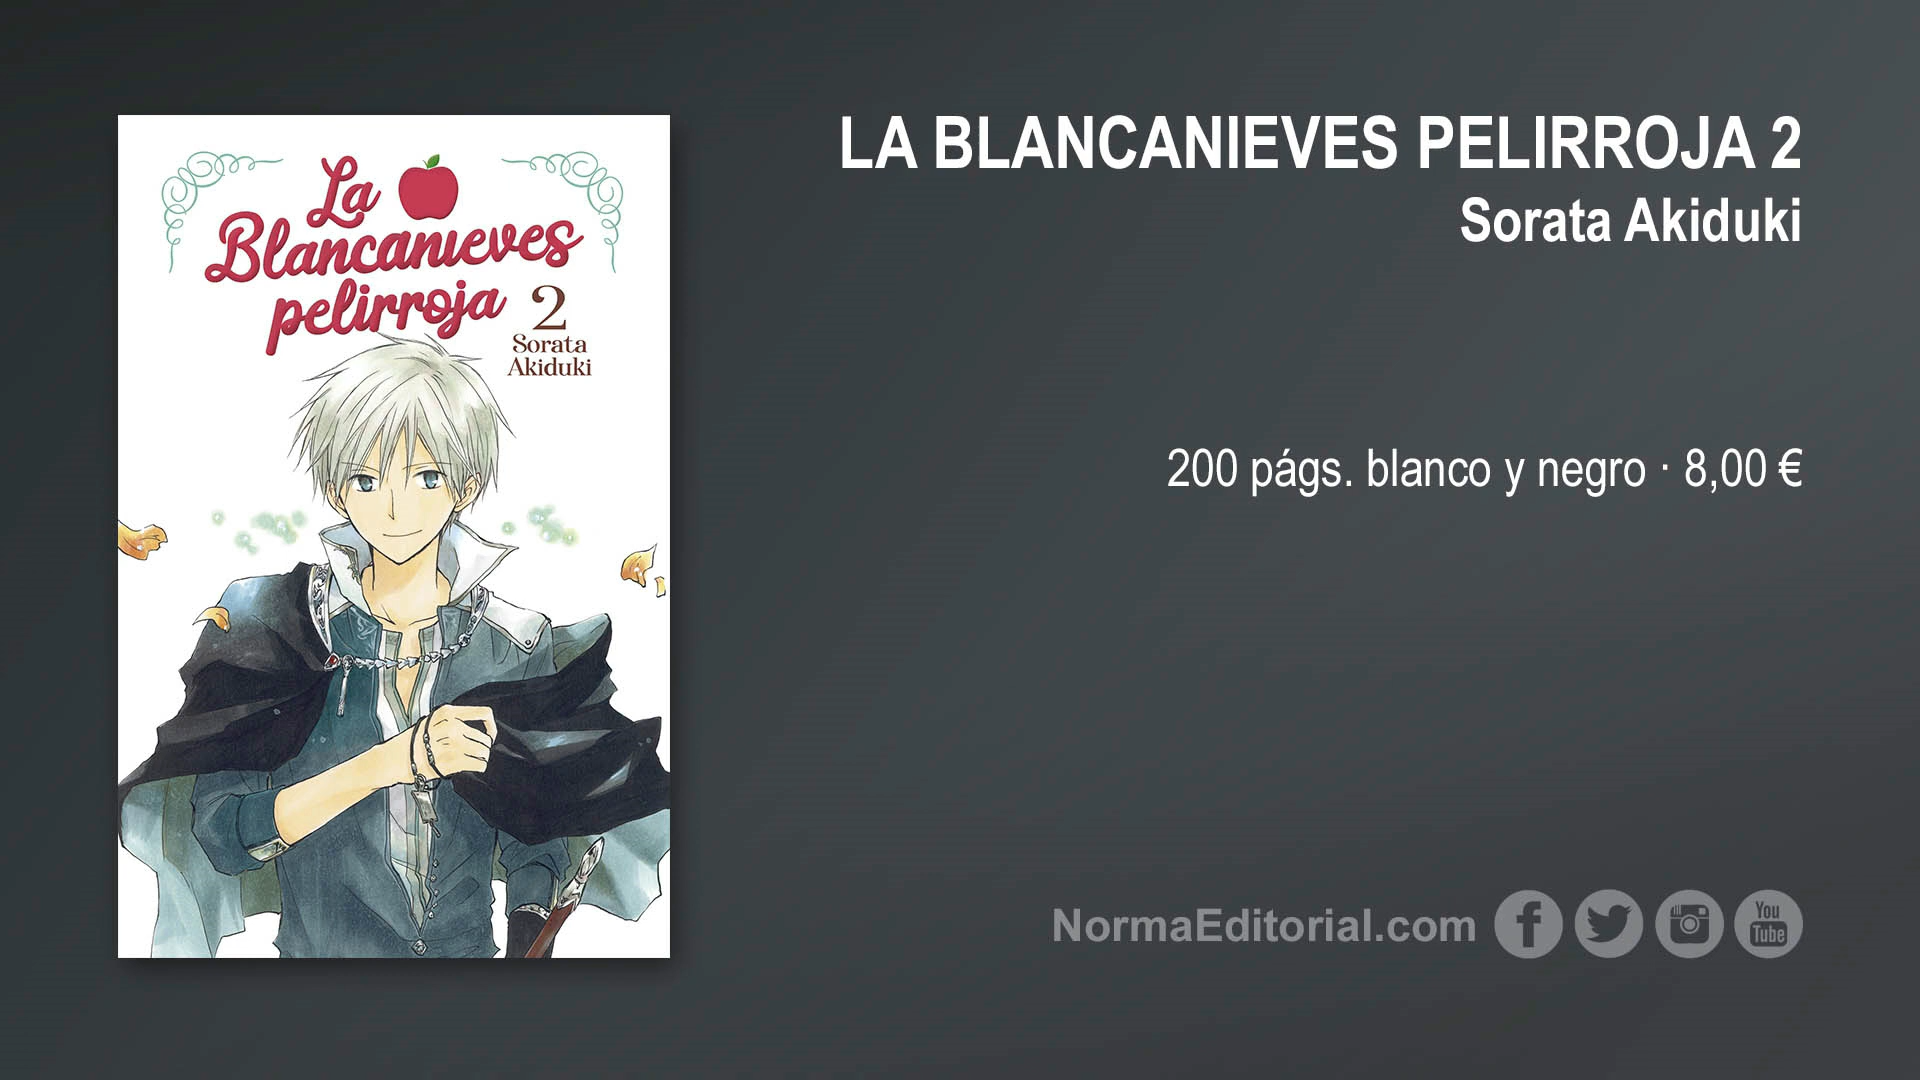 La
Blancanieves
pelirroja 2
Sorata
Akiduki
LA BLANCANIEVES PELIRROJA 2
Sorata Akiduki
200 págs. blanco y negro · 8,00 €
NormaEditorial.com
You
Tube